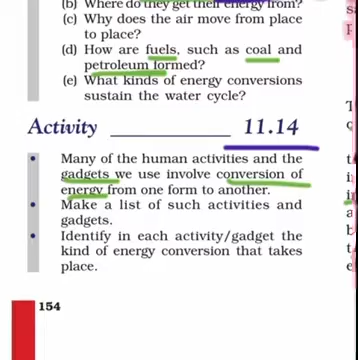 (b) Where do they get their energy from?
(c) Why does the air move from place
to place?
(d) How are fuels, such as coal and
petroleum formed?
(e) What kinds of energy conversions
sustain the water cycle?
Activity ______________ 11.14
• Many of the human activities and the
gadgets we use involve conversion of
energy from one form to another.
• Make a list of such activities and
gadgets.
• Identify in each activity/gadget the
kind of energy conversion that takes
place.
154